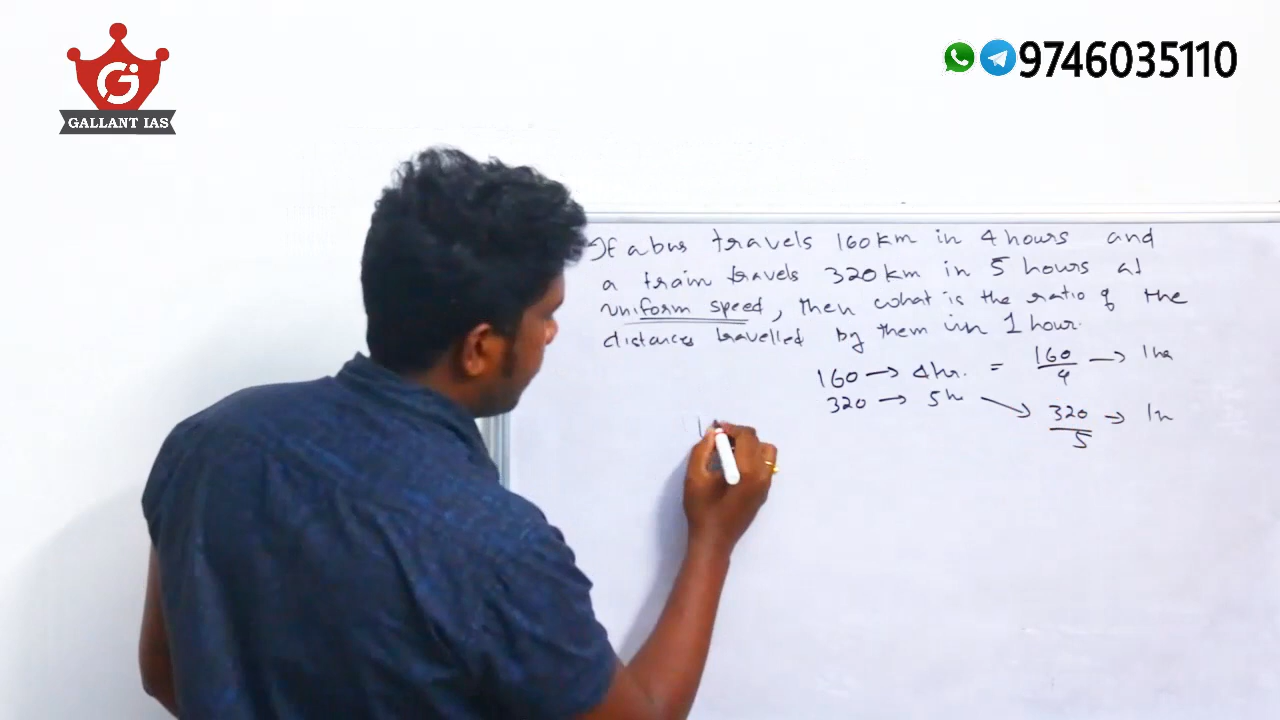 GALLANT IAS
9746035110
If a bus travels 160 km in 4 hours and
a train travels 320 km in 5 hours at
uniform speed, then what is the ratio of the
distances travelled by them in 1 hour.
160 → 4 hr. = 160/4 → 1 hr
320 → 5 h → 320/5 → 1h